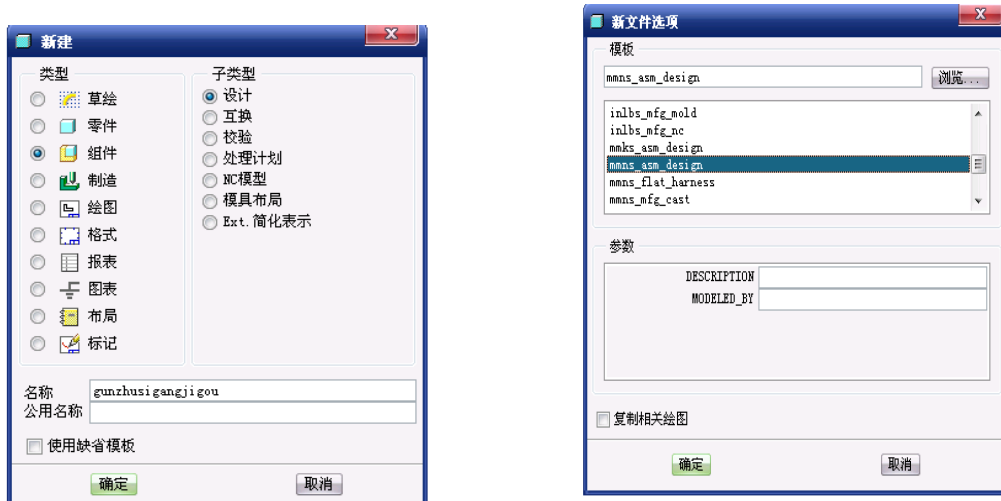 新建
类型
草绘
零件
组件
制造
绘图
格式
报表
图表
布局
标记
子类型
设计
互换
校验
处理计划
NC模型
模具布局
Ext.简化表示
名称 gunzhusigangjigou
公用名称
使用缺省模板
确定 取消
新文件选项
模板
mmns_asm_design 浏览...
inlbs_mfg_mold
inlbs_mfg_nc
mmks_asm_design
mmns_asm_design
mmns_flat_harness
mmns_mfg_cast
参数
DESCRIPTION
MODELED_BY
复制相关绘图
确定 取消